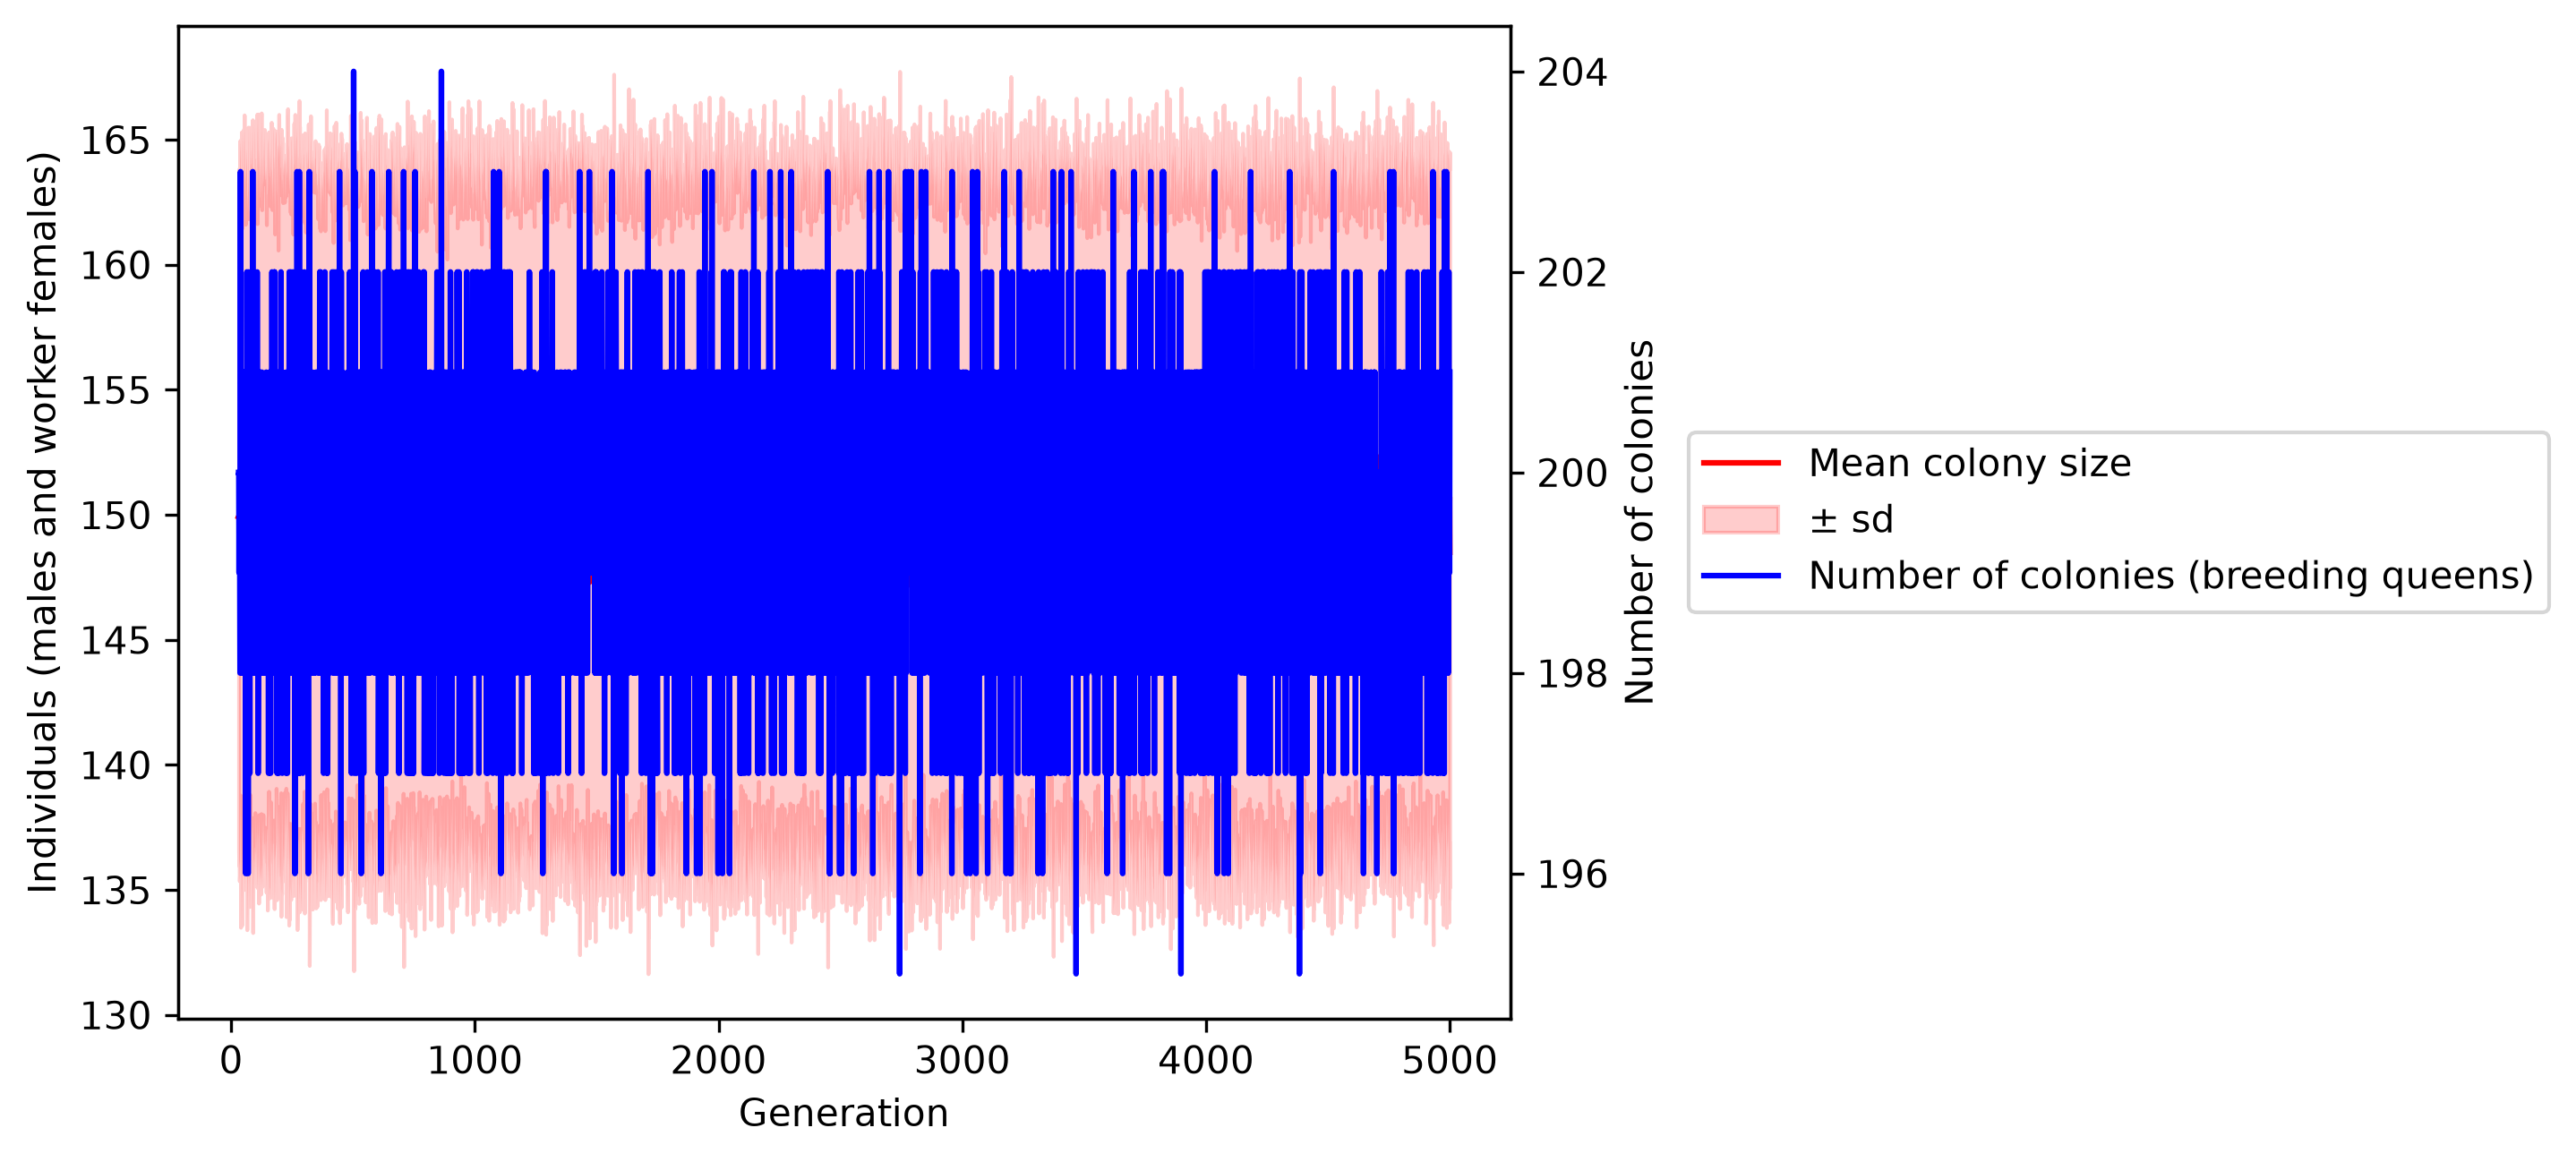 204
165
160
155
150
145
140
135
130
202
200
198
196
Individuals (males and worker females)
Number of colonies
Mean colony size
± sd
Number of colonies (breeding queens)
0 1000 2000 3000 4000 5000
Generation